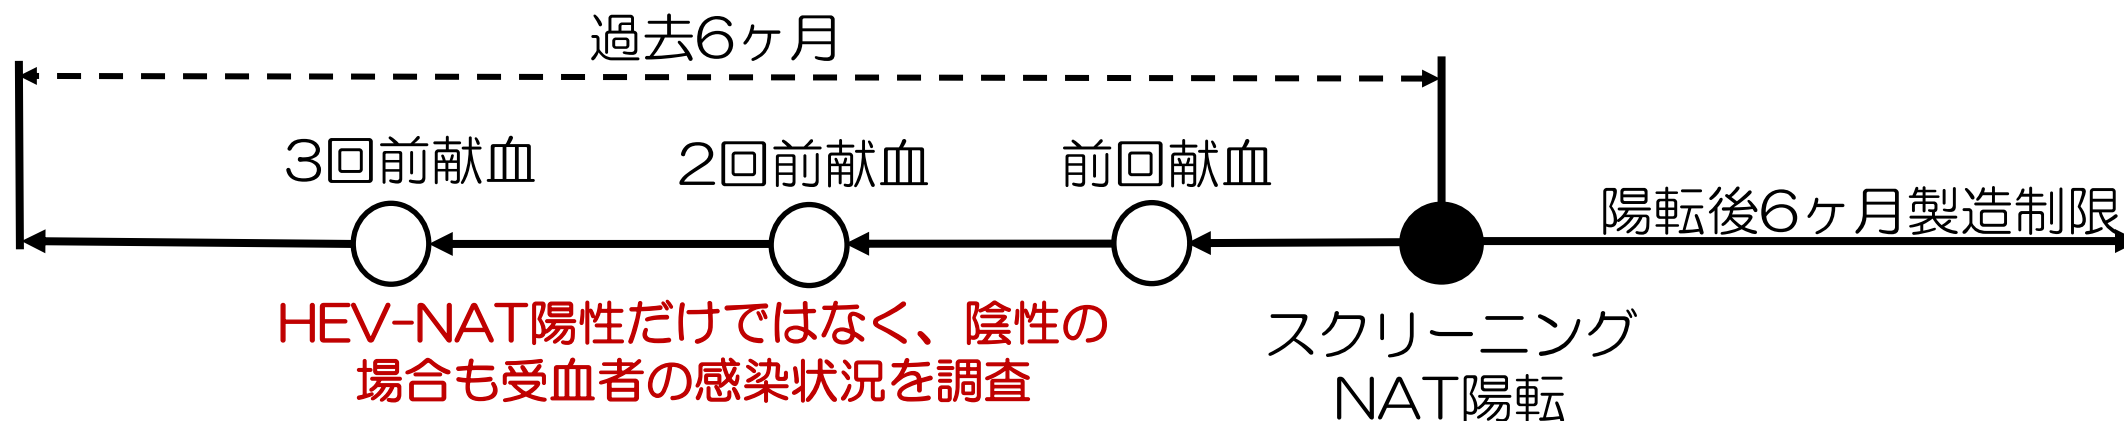 過去6ヶ月
3回前献血
2回前献血
前回献血
陽転後6ヶ月製造制限
HEV-NAT陽性だけではなく、陰性の
場合も受血者の感染状況を調査
スクリーニング
NAT陽転